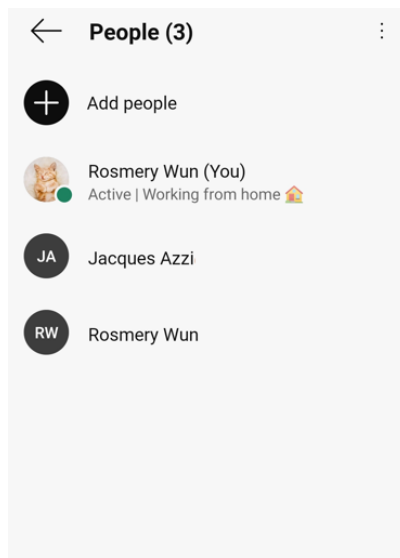 People (3)
Add people
Rosmery Wun (You)
Active | Working from home 🏠
JA
Jacques Azzi
RW
Rosmery Wun